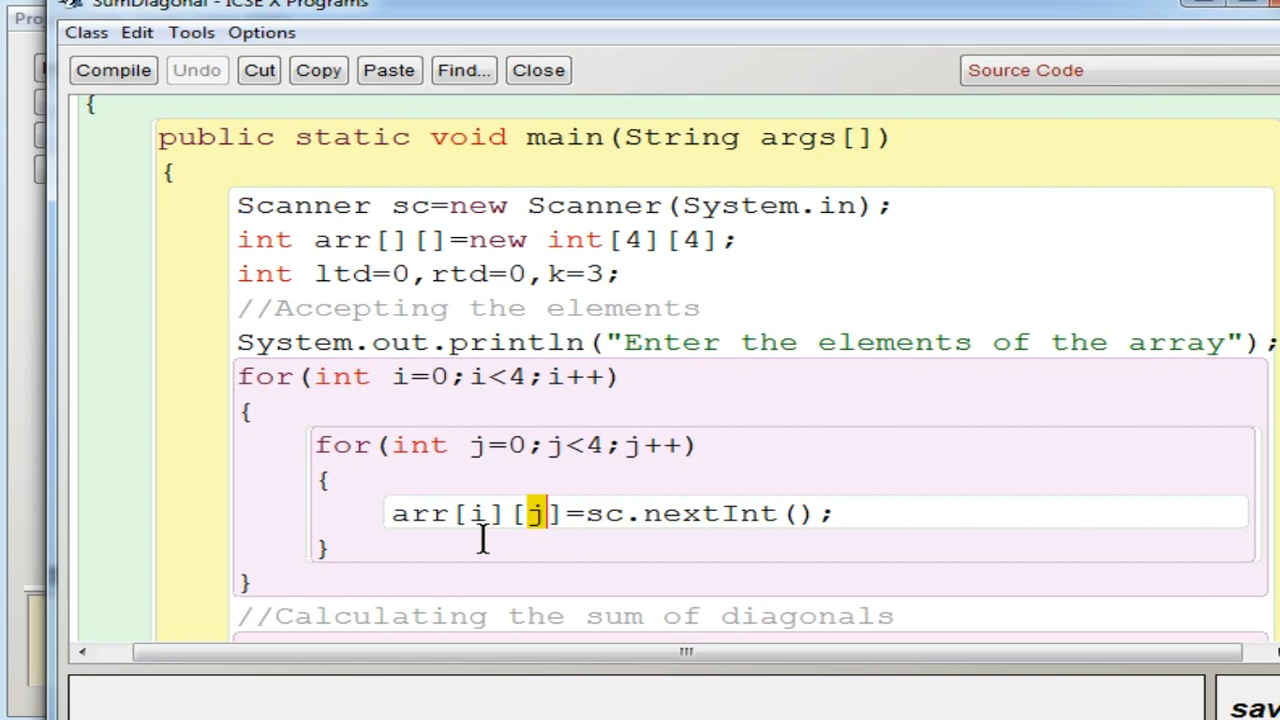 SumDiagonal - ICSE X Programs
Class Edit Tools Options
Compile Undo Cut Copy Paste Find... Close Source Code
{
public static void main(String args[])
{
Scanner sc=new Scanner(System.in);
int arr[][]=new int[4][4];
int ltd=0,rtd=0,k=3;
//Accepting the elements
System.out.println("Enter the elements of the array");
for(int i=0;i<4;i++)
{
for(int j=0;j<4;j++)
{
arr[i][j]=sc.nextInt();
}
}
//Calculating the sum of diagonals